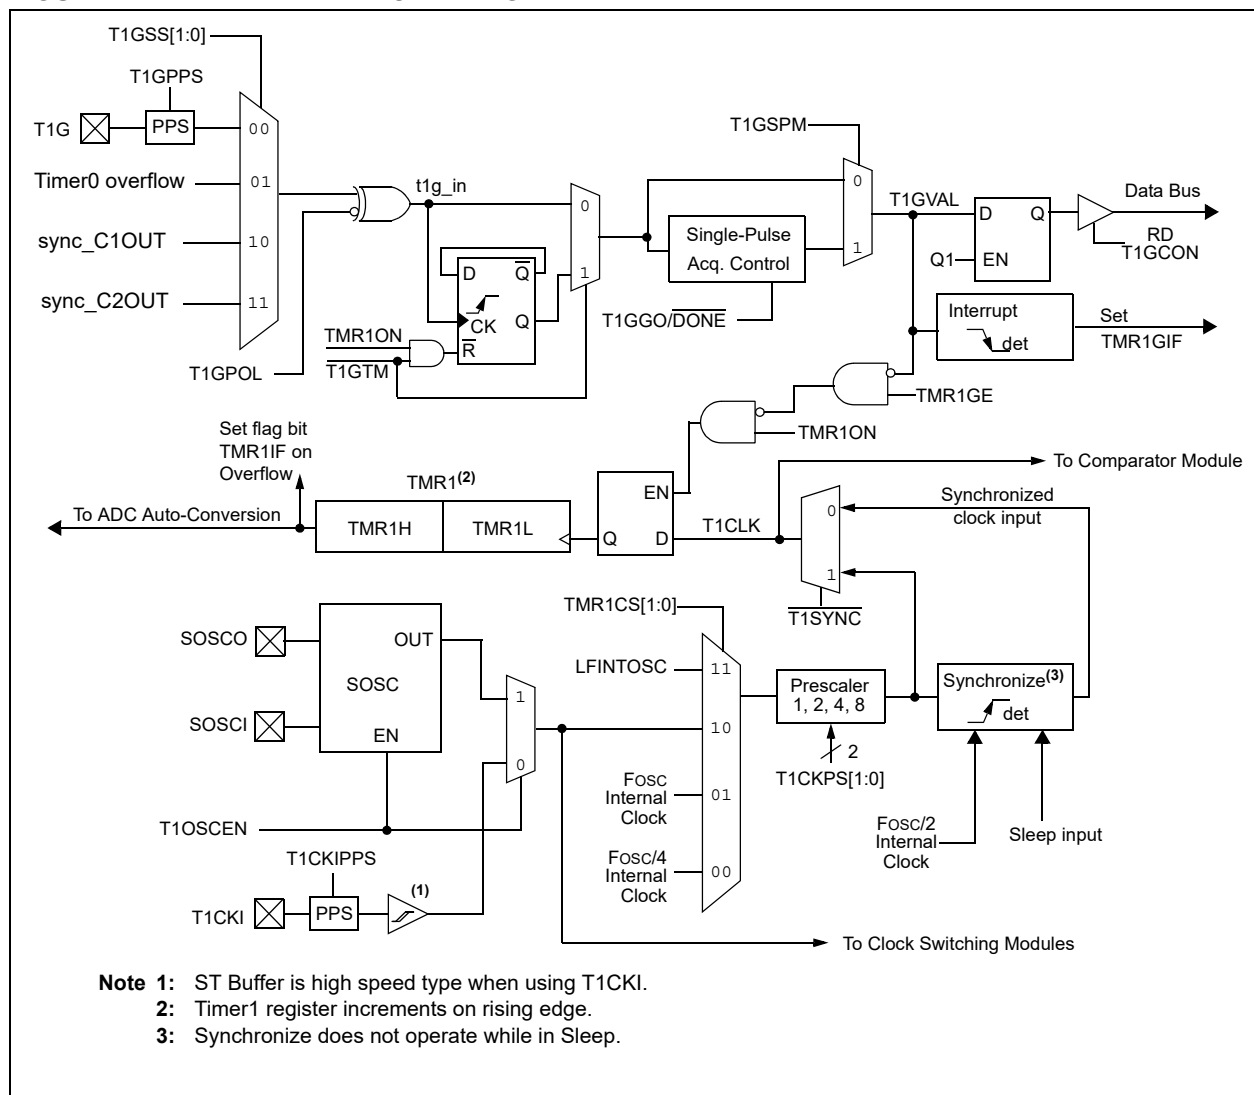 T1GSS[1:0]
T1GPPS
T1G
PPS
00
Timer0 overflow
01
sync_C1OUT
10
sync_C2OUT
11
T1GPOL
t1g_in
0
1
D
Q
CK
Q
R
TMR1ON
T1GTM
T1GSPM
0
1
Single-Pulse
Acq. Control
T1GGO/DONE
T1GVAL
D
Q
Q1
EN
Data Bus
RD
T1GCON
Interrupt
det
Set
TMR1GIF
TMR1GE
TMR1ON
Set flag bit
TMR1IF on
Overflow
To ADC Auto-Conversion
TMR1(2)
TMR1H
TMR1L
EN
Q
D
T1CLK
To Comparator Module
0
1
Synchronized
clock input
T1SYNC
SOSCO
SOSCI
OUT
SOSC
EN
1
0
T1OSCEN
T1CKIPPS
T1CKI
PPS
(1)
TMR1CS[1:0]
LFINTOSC
11
10
FOSC
Internal
Clock
01
FOSC/4
Internal
Clock
00
Prescaler
1, 2, 4, 8
2
T1CKPS[1:0]
Synchronize(3)
det
FOSC/2
Internal
Clock
Sleep input
To Clock Switching Modules
Note 1: ST Buffer is high speed type when using T1CKI.
2: Timer1 register increments on rising edge.
3: Synchronize does not operate while in Sleep.